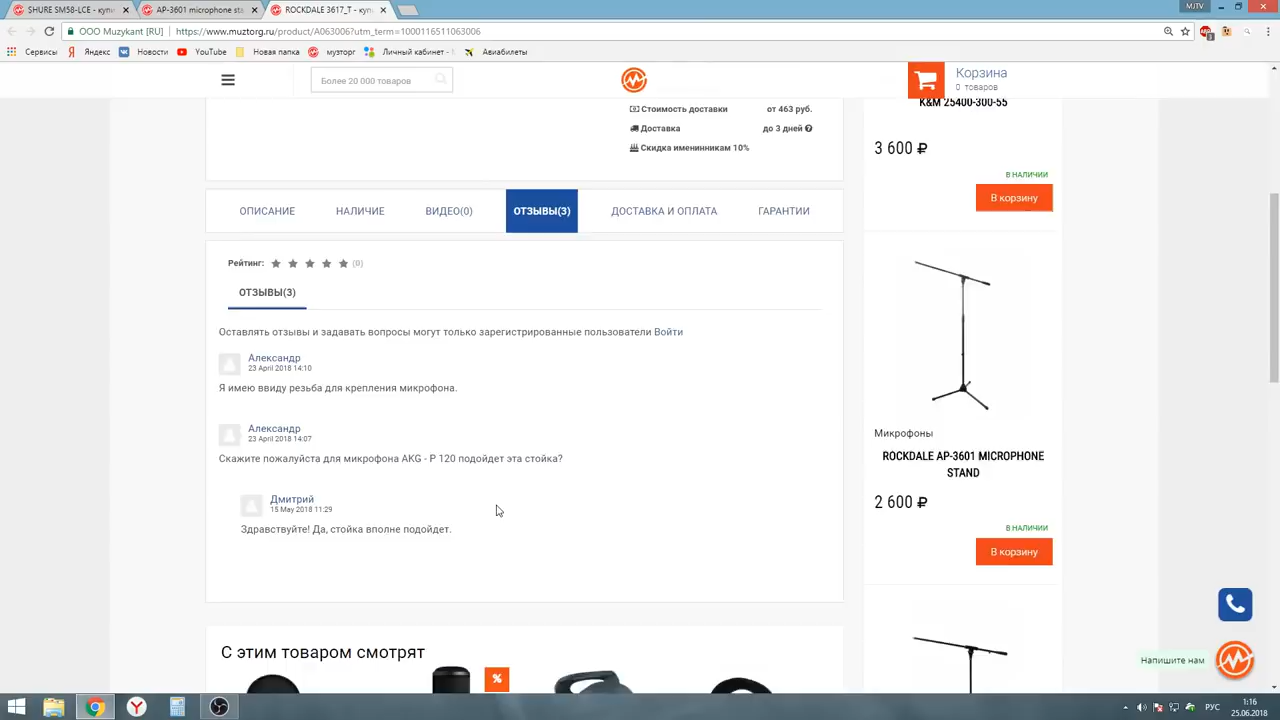 SHURE SM58-LCE - купи
AP-3601 microphone sta
ROCKDALE 3617_T - купи
MJIV
ООО Muzykant [RU]
https://www.muztorg.ru/product/A063006?utm_term=1000116511063006
Сервисы
Яндекс
Новости
YouTube
Новая папка
музторг
Личный кабинет -
Авиабилеты
Более 20 000 товаров
Корзина
0 товаров
Стоимость доставки от 463 руб.
Доставка до 3 дней
Скидка именинникам 10%
K&M 25400-300-55
3 600 ₽
В НАЛИЧИИ
В корзину
ОПИСАНИЕ
НАЛИЧИЕ
ВИДЕО(0)
ОТЗЫВЫ(3)
ДОСТАВКА И ОПЛАТА
ГАРАНТИИ
Рейтинг: (0)
ОТЗЫВЫ(3)
Оставлять отзывы и задавать вопросы могут только зарегистрированные пользователи Войти
Александр
23 April 2018 14:10
Я имею ввиду резьба для крепления микрофона.
Александр
23 April 2018 14:07
Скажите пожалуйста для микрофона AKG - P 120 подойдет эта стойка?
Дмитрий
15 May 2018 11:29
Здравствуйте! Да, стойка вполне подойдет.
Микрофоны
ROCKDALE AP-3601 MICROPHONE
STAND
2 600 ₽
В НАЛИЧИИ
В корзину
С этим товаром смотрят
%
Напишите нам
РУС
1:16
25.06.2018